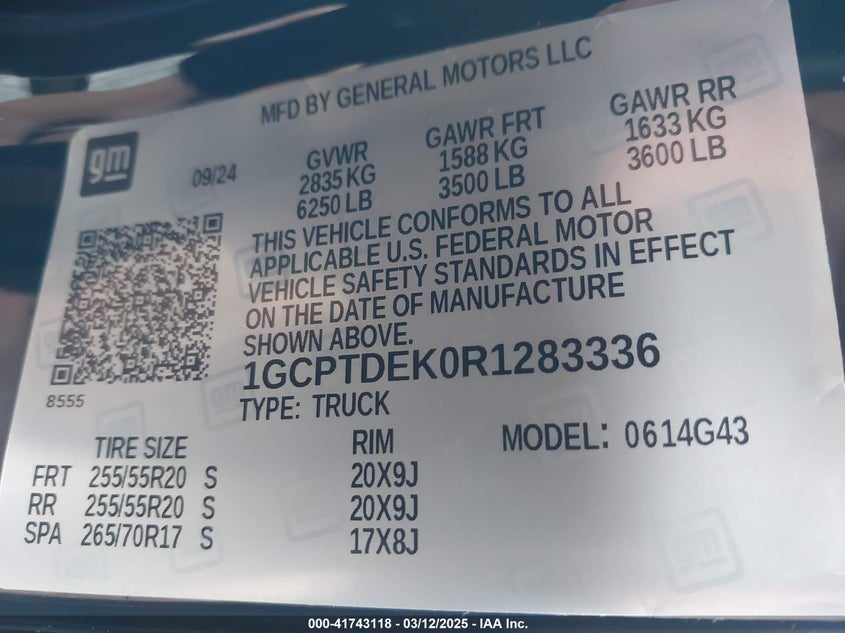 MFD BY GENERAL MOTORS LLC
gm
09/24
GVWR
2835 KG
6250 LB
GAWR FRT
1588 KG
3500 LB
GAWR RR
1633 KG
3600 LB
THIS VEHICLE CONFORMS TO ALL
APPLICABLE U.S. FEDERAL MOTOR
VEHICLE SAFETY STANDARDS IN EFFECT
ON THE DATE OF MANUFACTURE
SHOWN ABOVE.
1GCPTDEK0R1283336
8555
TYPE: TRUCK
MODEL: 0614G43
TIRE SIZE RIM
FRT 255/55R20 S 20X9J
RR 255/55R20 S 20X9J
SPA 265/70R17 S 17X8J
000-41743118 - 03/12/2025 - IAA Inc.